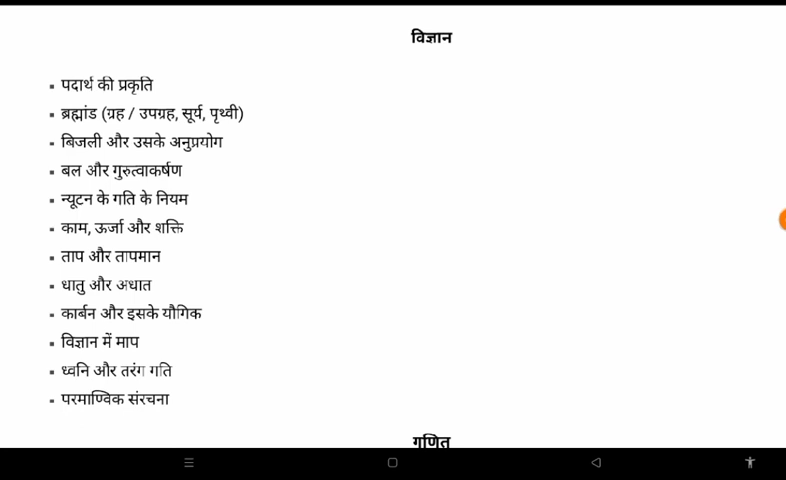 विज्ञान
▪ पदार्थ की प्रकृति
▪ ब्रह्मांड (ग्रह / उपग्रह, सूर्य, पृथ्वी)
▪ बिजली और उसके अनुप्रयोग
▪ बल और गुरुत्वाकर्षण
▪ न्यूटन के गति के नियम
▪ काम, ऊर्जा और शक्ति
▪ ताप और तापमान
▪ धातु और अधात
▪ कार्बन और इसके यौगिक
▪ विज्ञान में माप
▪ ध्वनि और तरंग गति
▪ परमाण्विक संरचना
गणित